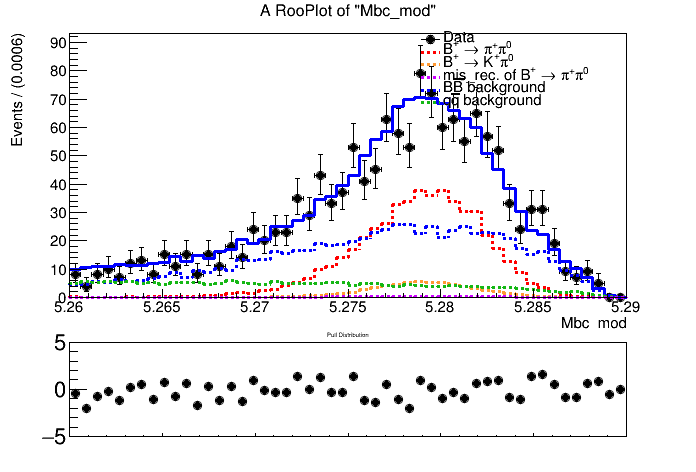 A RooPlot of "Mbc_mod"
Events / (0.0006)
90
80
70
60
50
40
30
20
10
0
Data
B⁺ → π⁺π⁰
B⁺ → K⁺π⁰
mis_rec. of B⁺ → π⁺π⁰
BB̄ background
qq̄ background
5.26 5.265 5.27 5.275 5.28 5.285 5.29
Mbc mod
Pull Distribution
5
0
−5